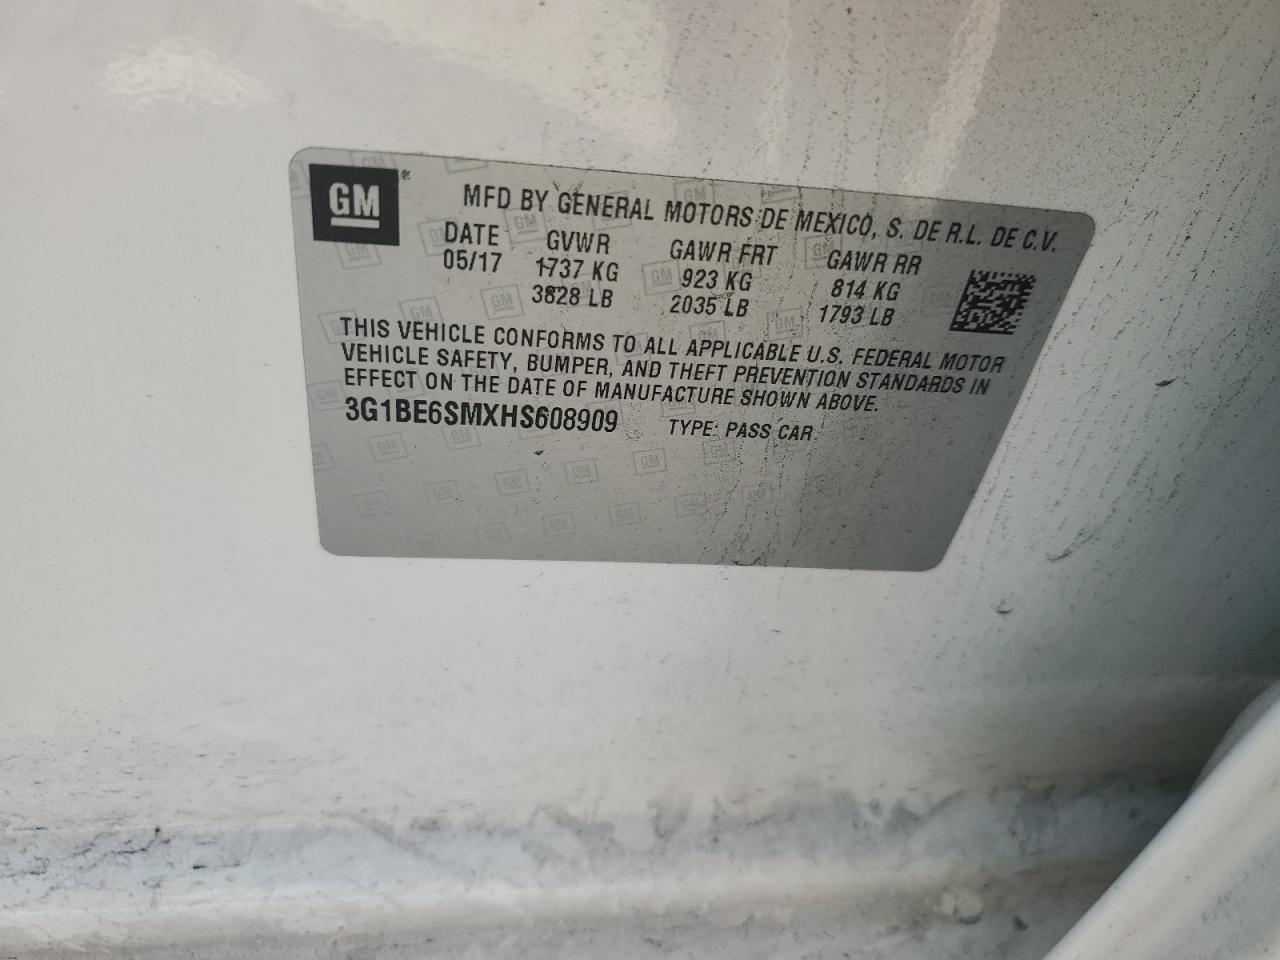 GM®
MFD BY GENERAL MOTORS DE MEXICO, S. DE R.L. DE C.V.
DATE GVWR GAWR FRT GAWR RR
05/17 1737 KG 923 KG 814 KG
3828 LB 2035 LB 1793 LB
THIS VEHICLE CONFORMS TO ALL APPLICABLE U.S. FEDERAL MOTOR
VEHICLE SAFETY, BUMPER, AND THEFT PREVENTION STANDARDS IN
EFFECT ON THE DATE OF MANUFACTURE SHOWN ABOVE.
3G1BE6SMXHS608909 TYPE: PASS CAR